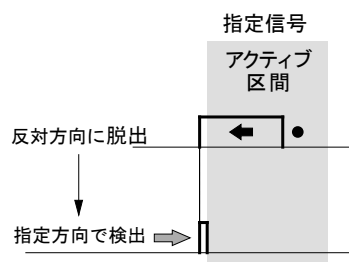 指定信号
アクティブ
区間
反対方向に脱出
指定方向で検出